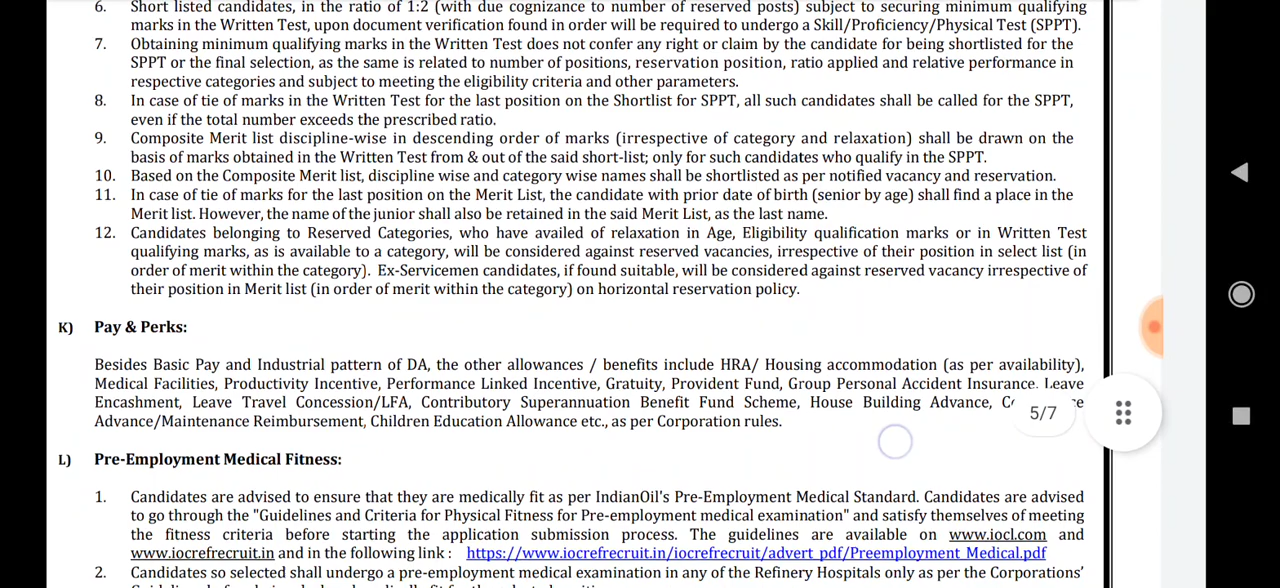 6. Short listed candidates, in the ratio of 1:2 (with due cognizance to number of reserved posts) subject to securing minimum qualifying
marks in the Written Test, upon document verification found in order will be required to undergo a Skill/Proficiency/Physical Test (SPPT).
7. Obtaining minimum qualifying marks in the Written Test does not confer any right or claim by the candidate for being shortlisted for the
SPPT or the final selection, as the same is related to number of positions, reservation position, ratio applied and relative performance in
respective categories and subject to meeting the eligibility criteria and other parameters.
8. In case of tie of marks in the Written Test for the last position on the Shortlist for SPPT, all such candidates shall be called for the SPPT,
even if the total number exceeds the prescribed ratio.
9. Composite Merit list discipline-wise in descending order of marks (irrespective of category and relaxation) shall be drawn on the
basis of marks obtained in the Written Test from & out of the said short-list; only for such candidates who qualify in the SPPT.
10. Based on the Composite Merit list, discipline wise and category wise names shall be shortlisted as per notified vacancy and reservation.
11. In case of tie of marks for the last position on the Merit List, the candidate with prior date of birth (senior by age) shall find a place in the
Merit list. However, the name of the junior shall also be retained in the said Merit List, as the last name.
12. Candidates belonging to Reserved Categories, who have availed of relaxation in Age, Eligibility qualification marks or in Written Test
qualifying marks, as is available to a category, will be considered against reserved vacancies, irrespective of their position in select list (in
order of merit within the category). Ex-Servicemen candidates, if found suitable, will be considered against reserved vacancy irrespective of
their position in Merit list (in order of merit within the category) on horizontal reservation policy.
K) Pay & Perks:
Besides Basic Pay and Industrial pattern of DA, the other allowances / benefits include HRA/ Housing accommodation (as per availability),
Medical Facilities, Productivity Incentive, Performance Linked Incentive, Gratuity, Provident Fund, Group Personal Accident Insurance, Leave
Encashment, Leave Travel Concession/LFA, Contributory Superannuation Benefit Fund Scheme, House Building Advance,
Advance/Maintenance Reimbursement, Children Education Allowance etc., as per Corporation rules.
5/7
L) Pre-Employment Medical Fitness:
1. Candidates are advised to ensure that they are medically fit as per IndianOil's Pre-Employment Medical Standard. Candidates are advised
to go through the "Guidelines and Criteria for Physical Fitness for Pre-employment medical examination" and satisfy themselves of meeting
the fitness criteria before starting the application submission process. The guidelines are available on www.iocl.com and
www.iocrefrecruit.in and in the following link : https://www.iocrefrecruit.in/iocrefrecruit/advert_pdf/Preemployment_Medical.pdf
2. Candidates so selected shall undergo a pre-employment medical examination in any of the Refinery Hospitals only as per the Corporations'